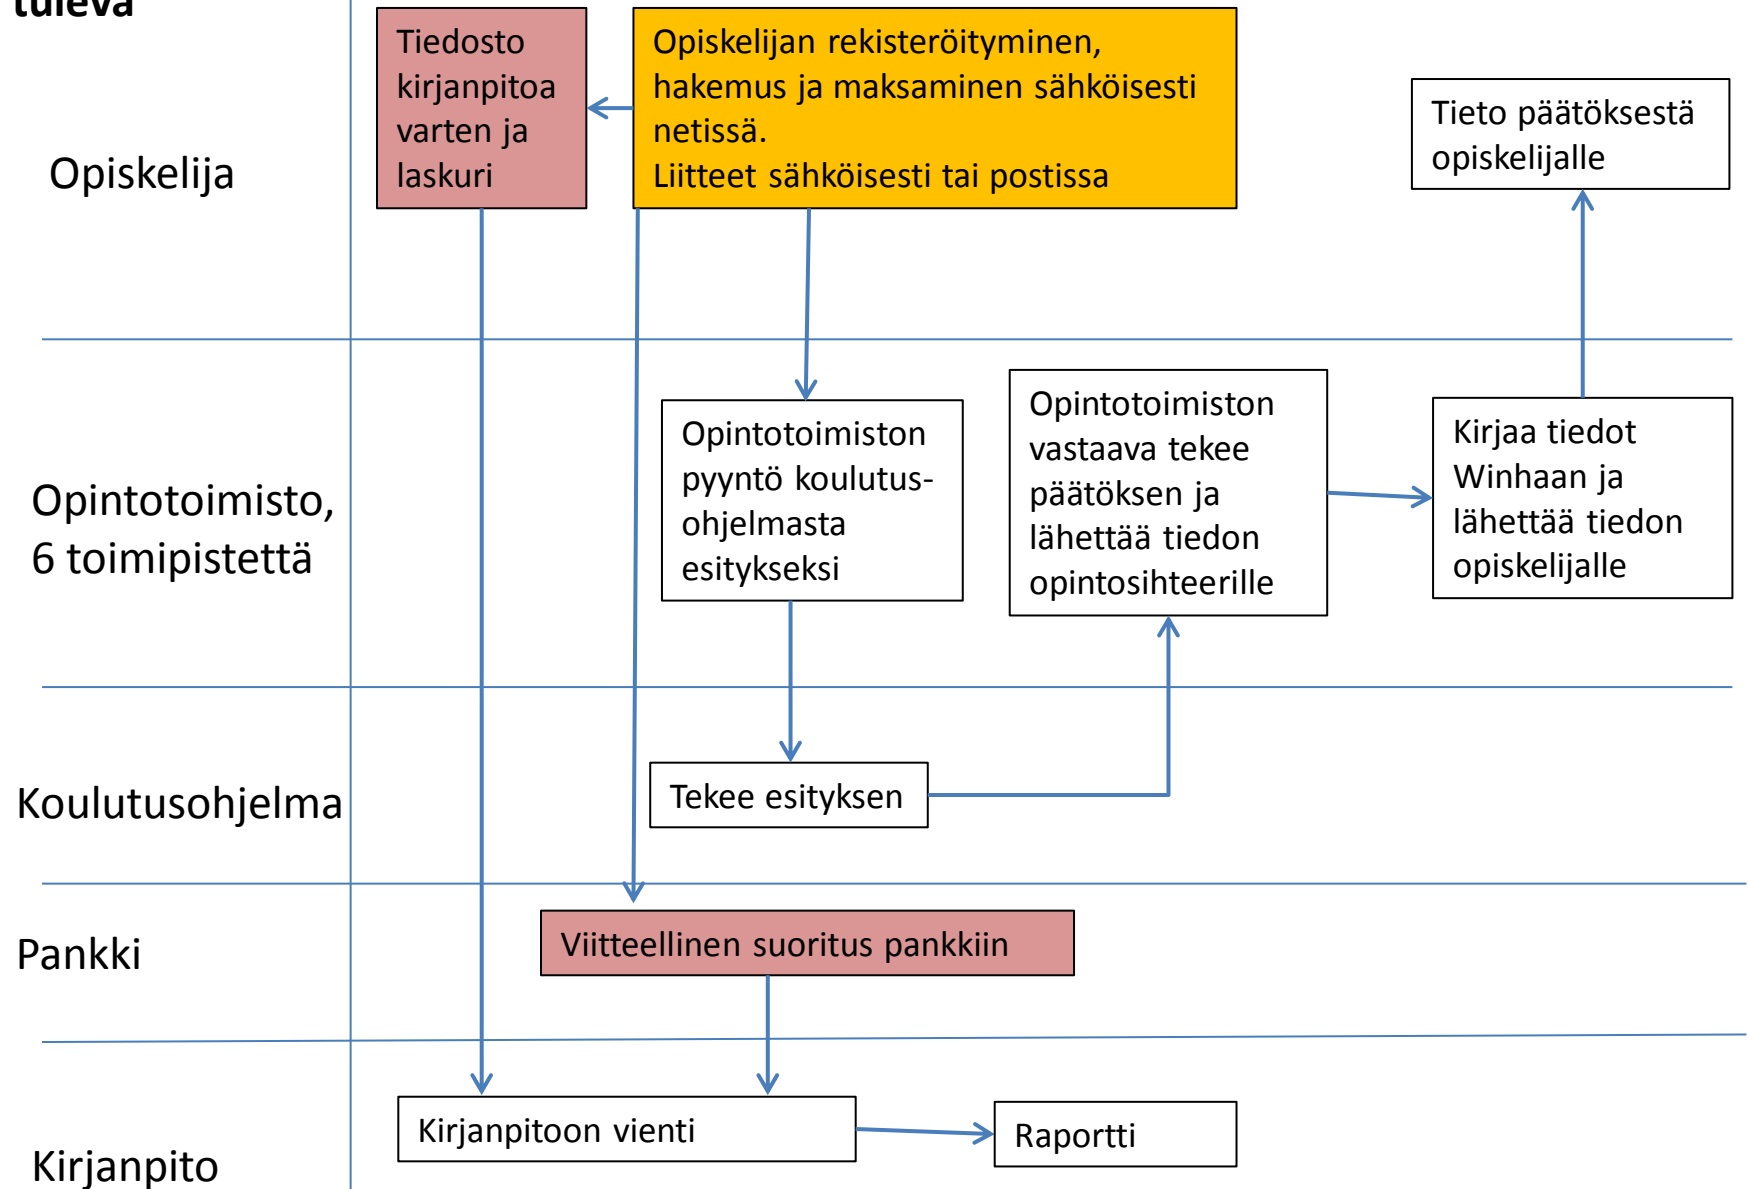 tuleva
Tiedosto
kirjanpitoa
varten ja
laskuri
Opiskelijan rekisteröityminen,
hakemus ja maksaminen sähköisesti
netissä.
Liitteet sähköisesti tai postissa
Tieto päätöksestä
opiskelijalle
Opiskelija
Opintotoimiston
pyyntö koulutus-
ohjelmasta
esitykseksi
Opintotoimiston
vastaava tekee
päätöksen ja
lähettää tiedon
opintosihteerille
Kirjaa tiedot
Winhaan ja
lähettää tiedon
opiskelijalle
Opintotoimisto,
6 toimipistettä
Koulutusohjelma
Tekee esityksen
Pankki
Viitteellinen suoritus pankkiin
Kirjanpitoon vienti
Raportti
Kirjanpito